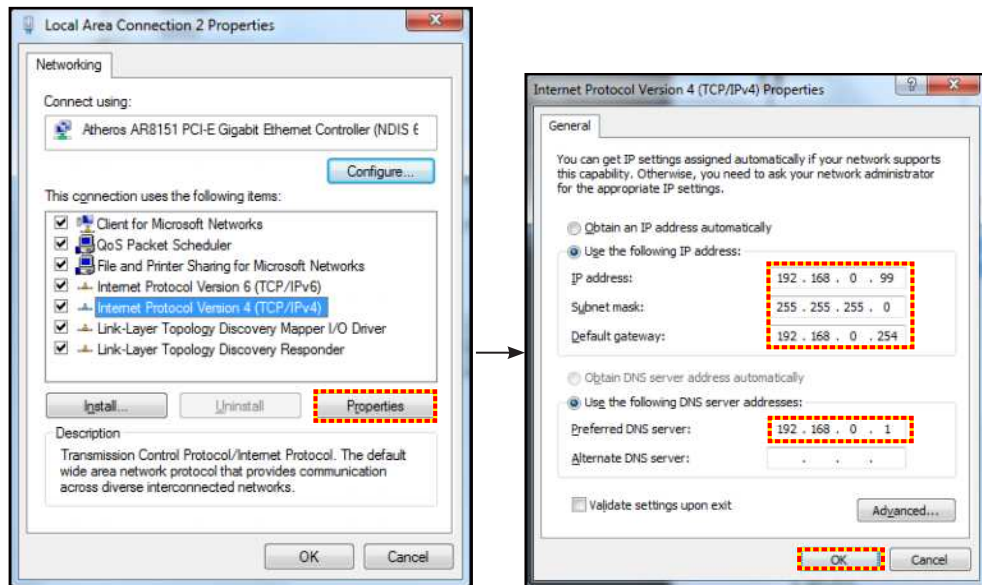 Local Area Connection 2 Properties
Networking
Connect using:
Atheros AR8151 PCI-E Gigabit Ethernet Controller (NDIS 6
Configure...
This connection uses the following items:
Client for Microsoft Networks
QoS Packet Scheduler
File and Printer Sharing for Microsoft Networks
Internet Protocol Version 6 (TCP/IPv6)
Internet Protocol Version 4 (TCP/IPv4)
Link-Layer Topology Discovery Mapper I/O Driver
Link-Layer Topology Discovery Responder
Install... Uninstall Properties
Description
Transmission Control Protocol/Internet Protocol. The default
wide area network protocol that provides communication
across diverse interconnected networks.
OK Cancel
Internet Protocol Version 4 (TCP/IPv4) Properties
General
You can get IP settings assigned automatically if your network supports
this capability. Otherwise, you need to ask your network administrator
for the appropriate IP settings.
Obtain an IP address automatically
Use the following IP address:
IP address: 192 . 168 . 0 . 99
Subnet mask: 255 . 255 . 255 . 0
Default gateway: 192 . 168 . 0 . 254
Obtain DNS server address automatically
Use the following DNS server addresses:
Preferred DNS server: 192 . 168 . 0 . 1
Alternate DNS server: . . .
Validate settings upon exit
Advanced...
OK Cancel